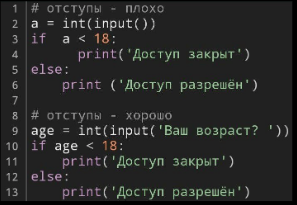 1 # отступы - плохо
2 a = int(input())
3 if  a < 18:
4       print('Доступ закрыт')
5 else:
6     print ('Доступ разрешён')
7
8 # отступы - хорошо
9 age = int(input('Ваш возраст? '))
10 if age < 18:
11     print('Доступ закрыт')
12 else:
13     print('Доступ разрешён')